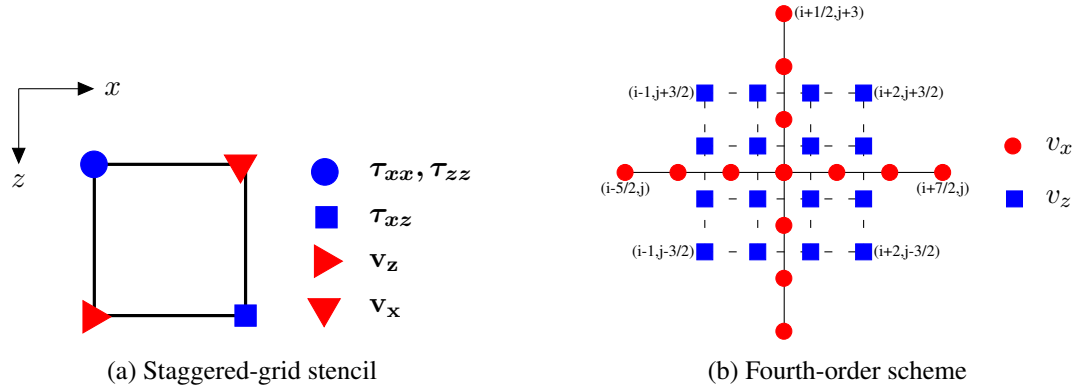 x
z
τxx, τzz
τxz
vz
vx
(a) Staggered-grid stencil
(i+1/2,j+3)
(i-1,j+3/2)
(i+2,j+3/2)
(i-5/2,j)
(i+7/2,j)
(i-1,j-3/2)
(i+2,j-3/2)
vx
vz
(b) Fourth-order scheme